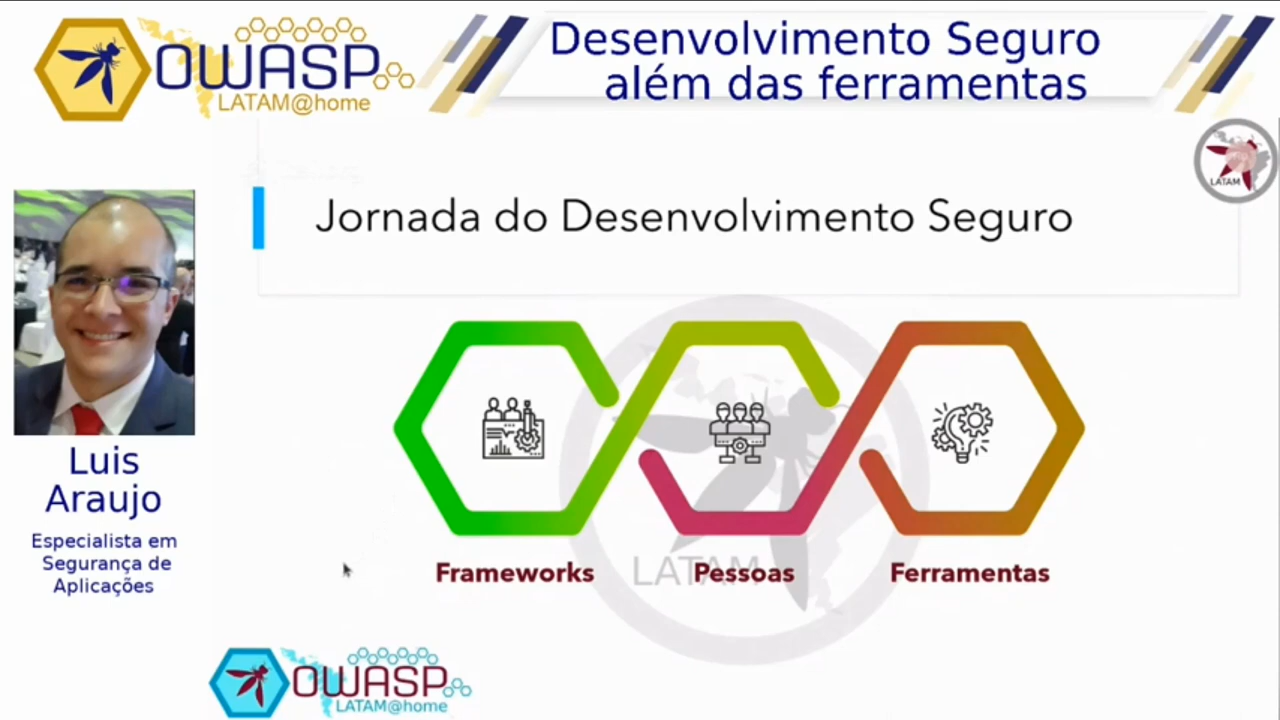 OWASP
LATAM@home
Desenvolvimento Seguro
além das ferramentas
LATAM
Jornada do Desenvolvimento Seguro
Luis
Araujo
Especialista em
Segurança de
Aplicações
LATAM
Frameworks
Pessoas
Ferramentas
OWASP
LATAM@home